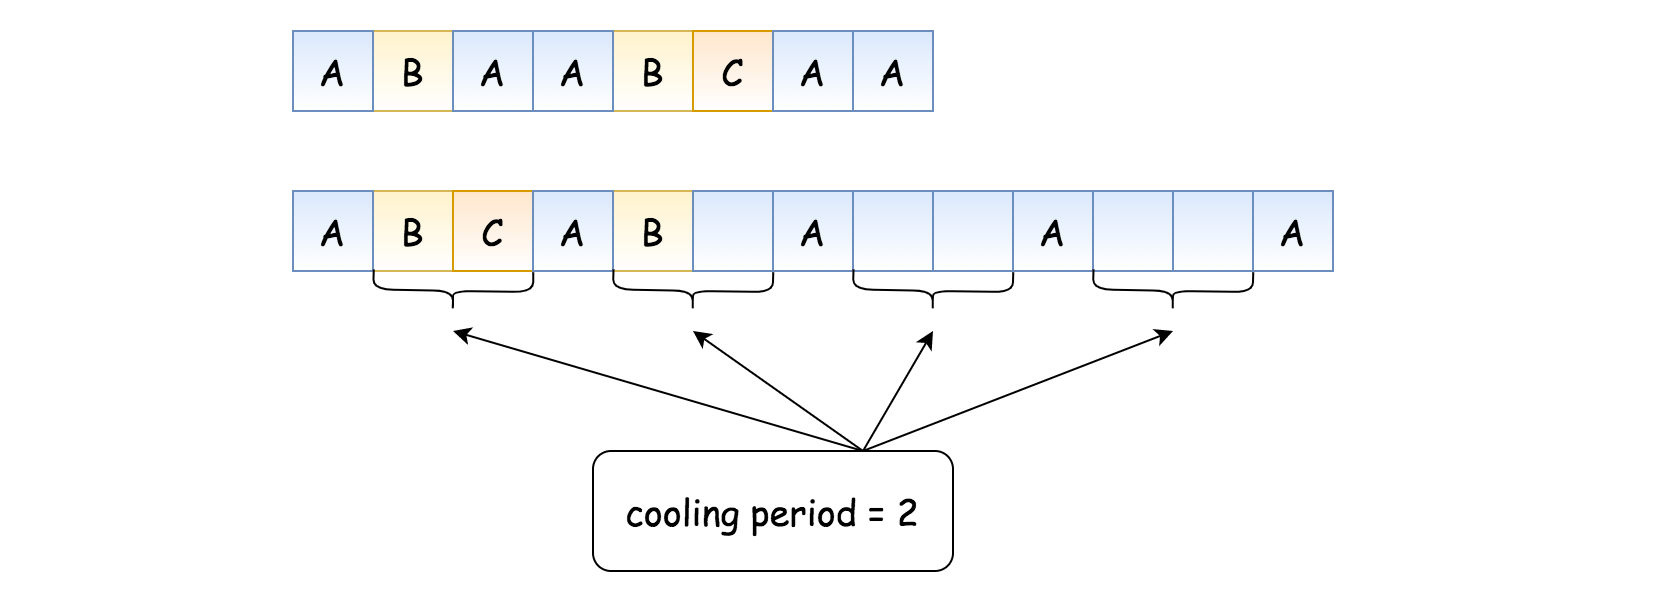 A B A A B C A A
A B C A B A A A
cooling period = 2